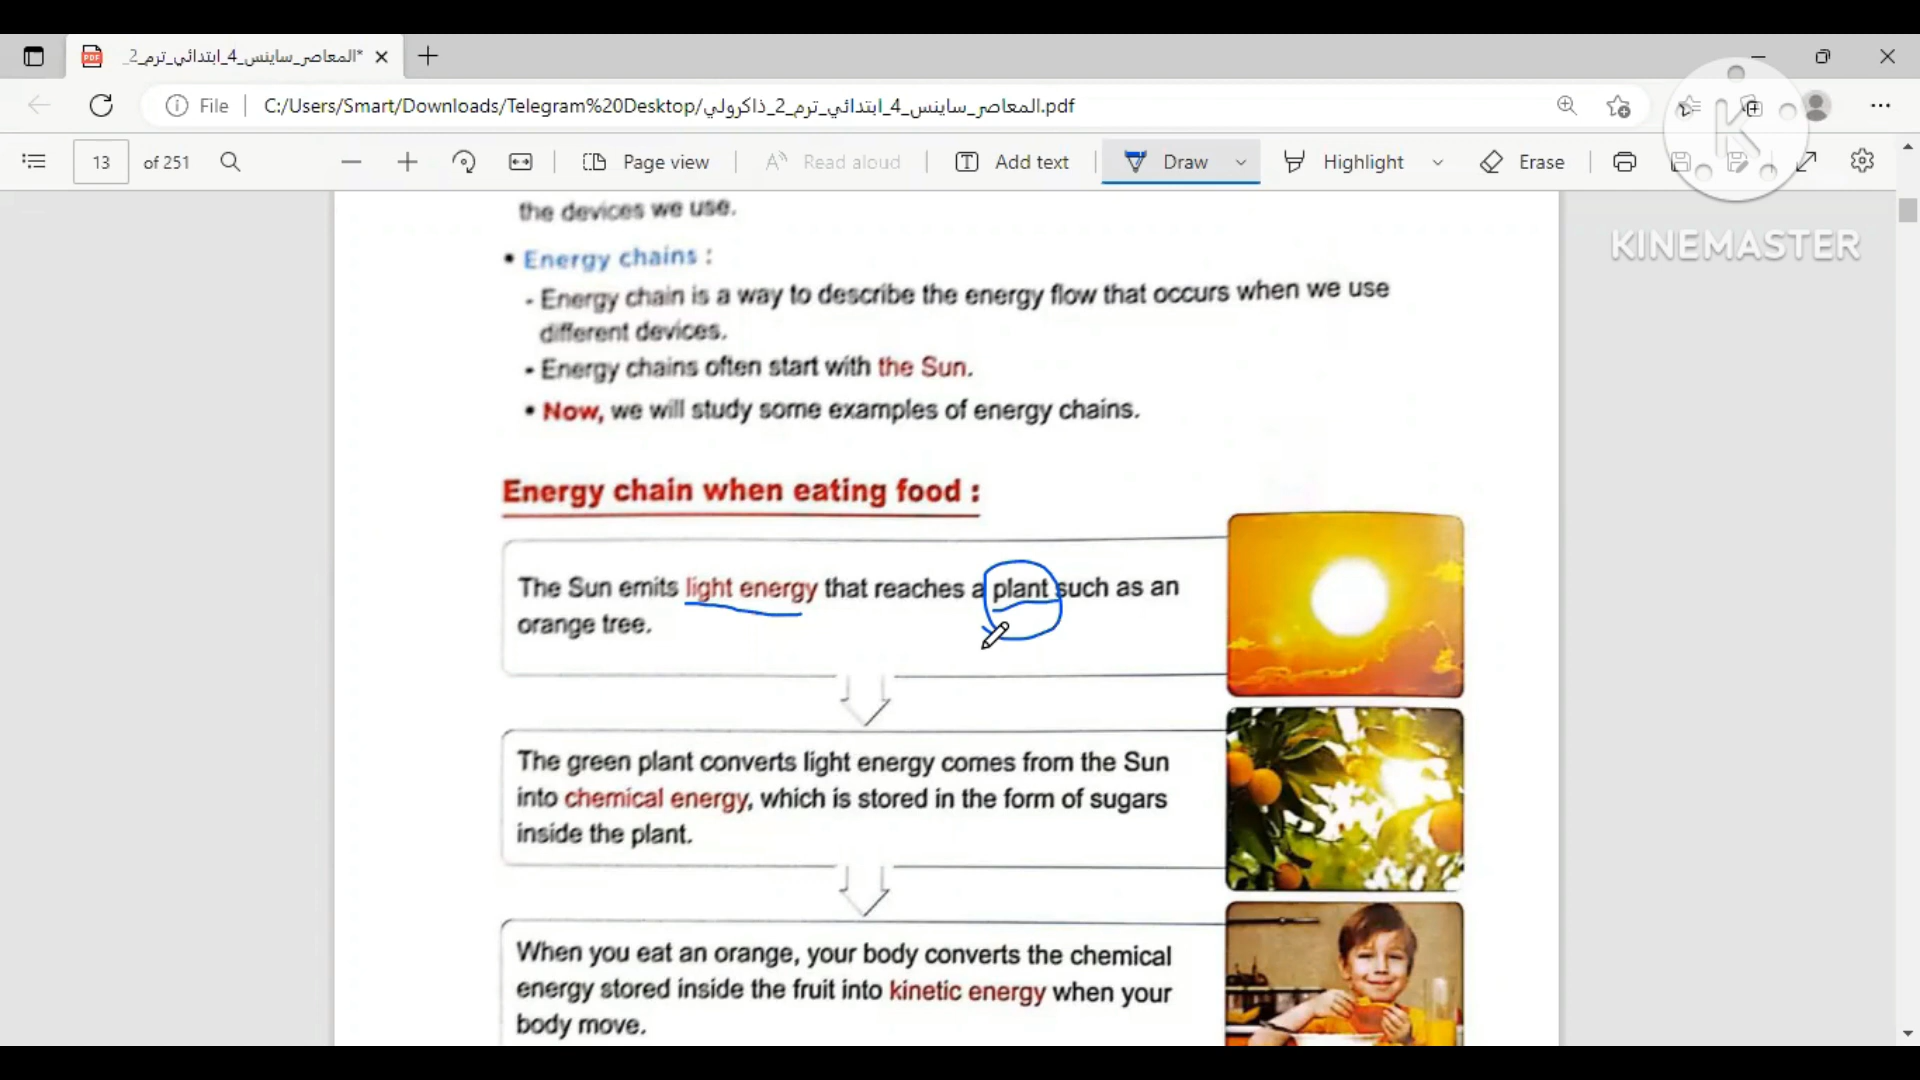 *المعاصر_ساينس_4_ابتدائي_ترم_2_
File
C:/Users/Smart/Downloads/Telegram%20Desktop/المعاصر_ساينس_4_ابتدائي_ترم_2_ذاكرولي.pdf
13 of 251
Page view
Read aloud
Add text
Draw
Highlight
Erase
KINEMASTER
the devices we use.
• Energy chains :
- Energy chain is a way to describe the energy flow that occurs when we use
different devices.
- Energy chains often start with the Sun.
• Now, we will study some examples of energy chains.
Energy chain when eating food :
The Sun emits light energy that reaches a plant such as an
orange tree.
The green plant converts light energy comes from the Sun
into chemical energy, which is stored in the form of sugars
inside the plant.
When you eat an orange, your body converts the chemical
energy stored inside the fruit into kinetic energy when your
body move.